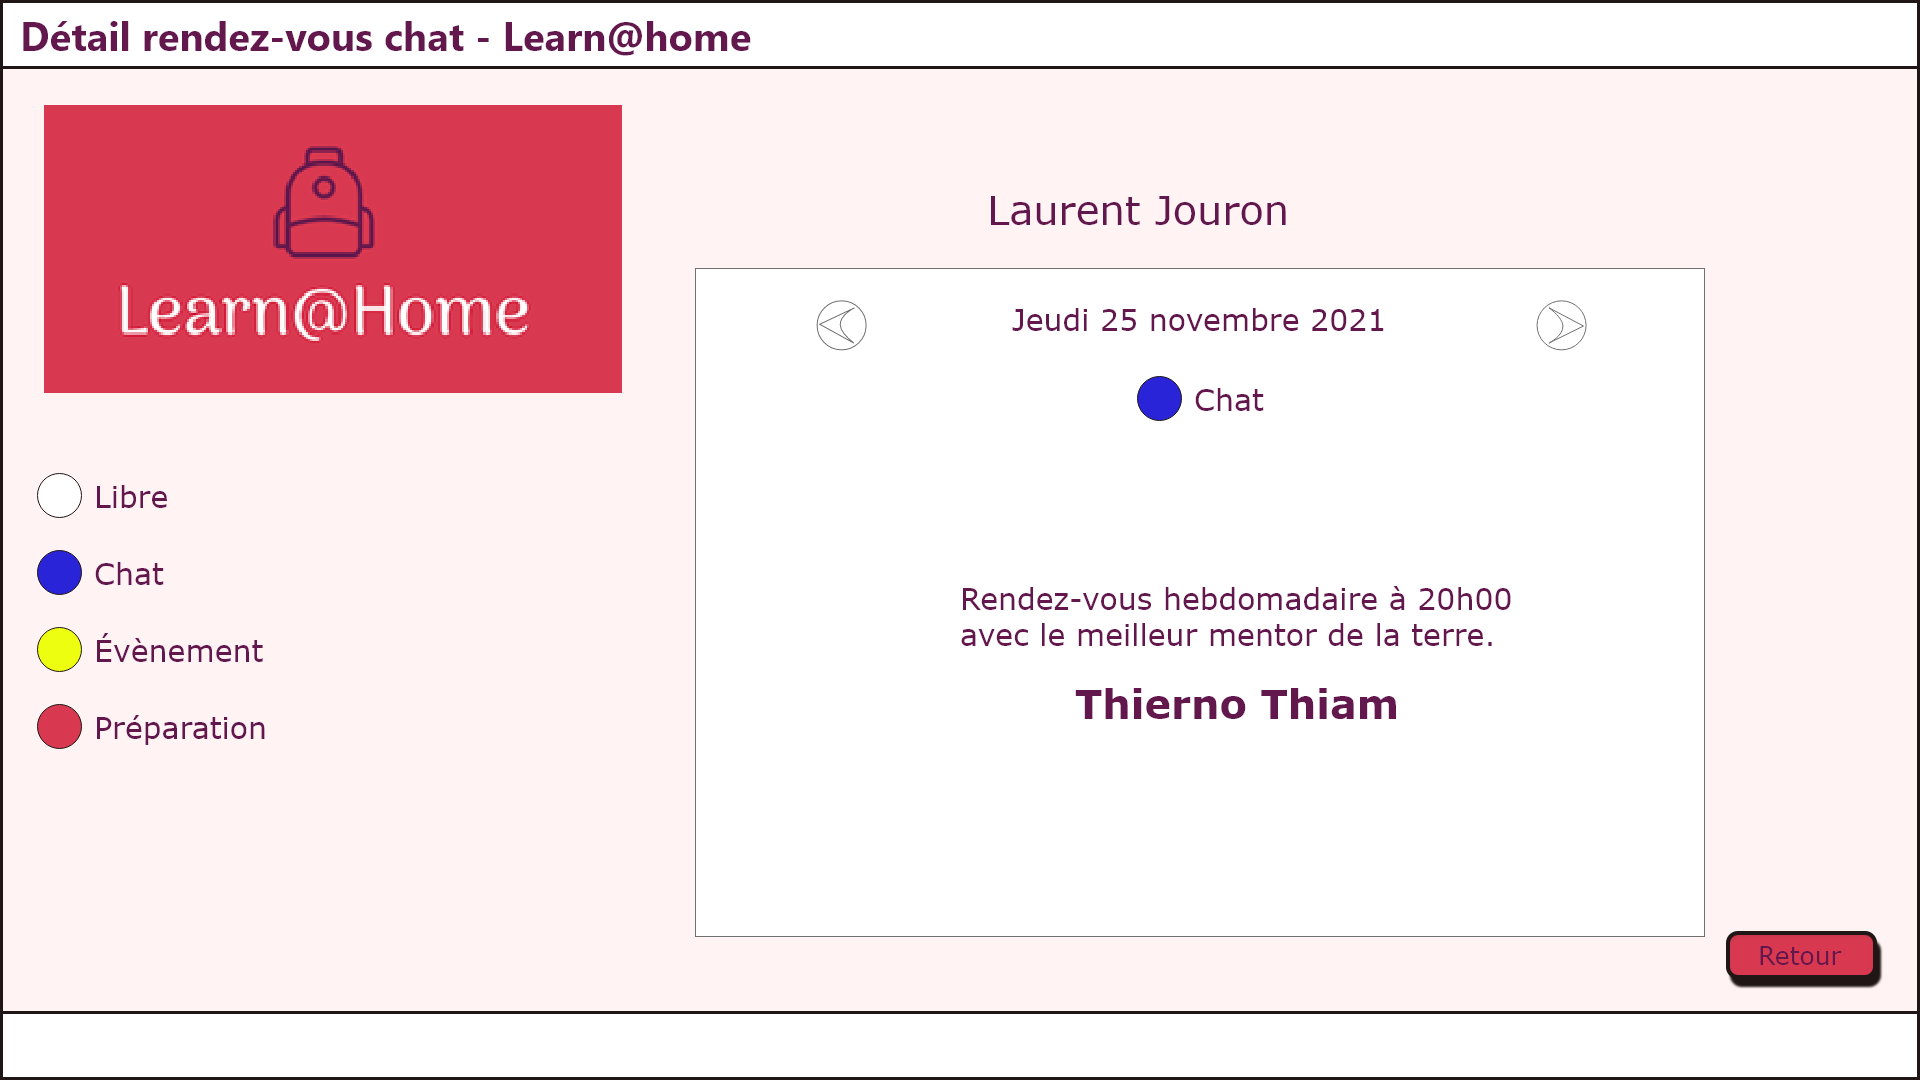 Détail rendez-vous chat - Learn@home
Learn@Home
Laurent Jouron
Jeudi 25 novembre 2021
Chat
Libre
Chat
Évènement
Préparation
Rendez-vous hebdomadaire à 20h00
avec le meilleur mentor de la terre.
Thierno Thiam
Retour